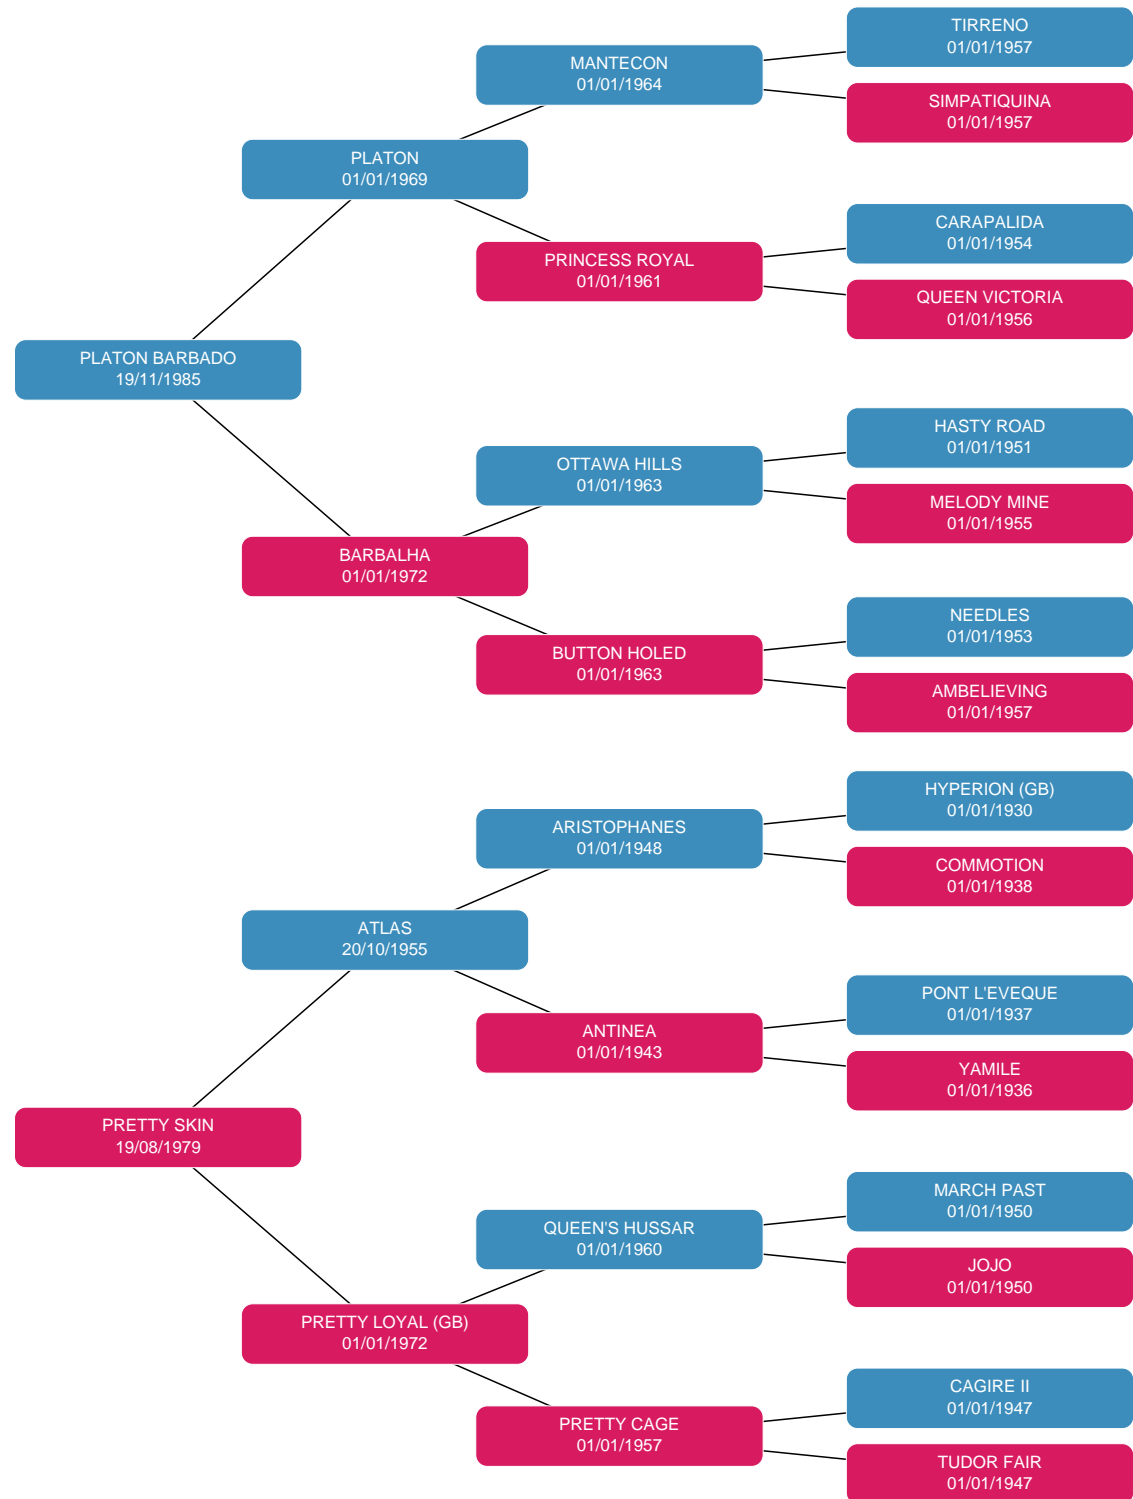 TIRRENO
01/01/1957
MANTECON
01/01/1964
SIMPATIQUINA
01/01/1957
PLATON
01/01/1969
CARAPALIDA
01/01/1954
PRINCESS ROYAL
01/01/1961
QUEEN VICTORIA
01/01/1956
PLATON BARBADO
19/11/1985
HASTY ROAD
01/01/1951
OTTAWA HILLS
01/01/1963
MELODY MINE
01/01/1955
BARBALHA
01/01/1972
NEEDLES
01/01/1953
BUTTON HOLED
01/01/1963
AMBELIEVING
01/01/1957
HYPERION (GB)
01/01/1930
ARISTOPHANES
01/01/1948
COMMOTION
01/01/1938
ATLAS
20/10/1955
PONT L'EVEQUE
01/01/1937
ANTINEA
01/01/1943
YAMILE
01/01/1936
PRETTY SKIN
19/08/1979
MARCH PAST
01/01/1950
QUEEN'S HUSSAR
01/01/1960
JOJO
01/01/1950
PRETTY LOYAL (GB)
01/01/1972
CAGIRE II
01/01/1947
PRETTY CAGE
01/01/1957
TUDOR FAIR
01/01/1947